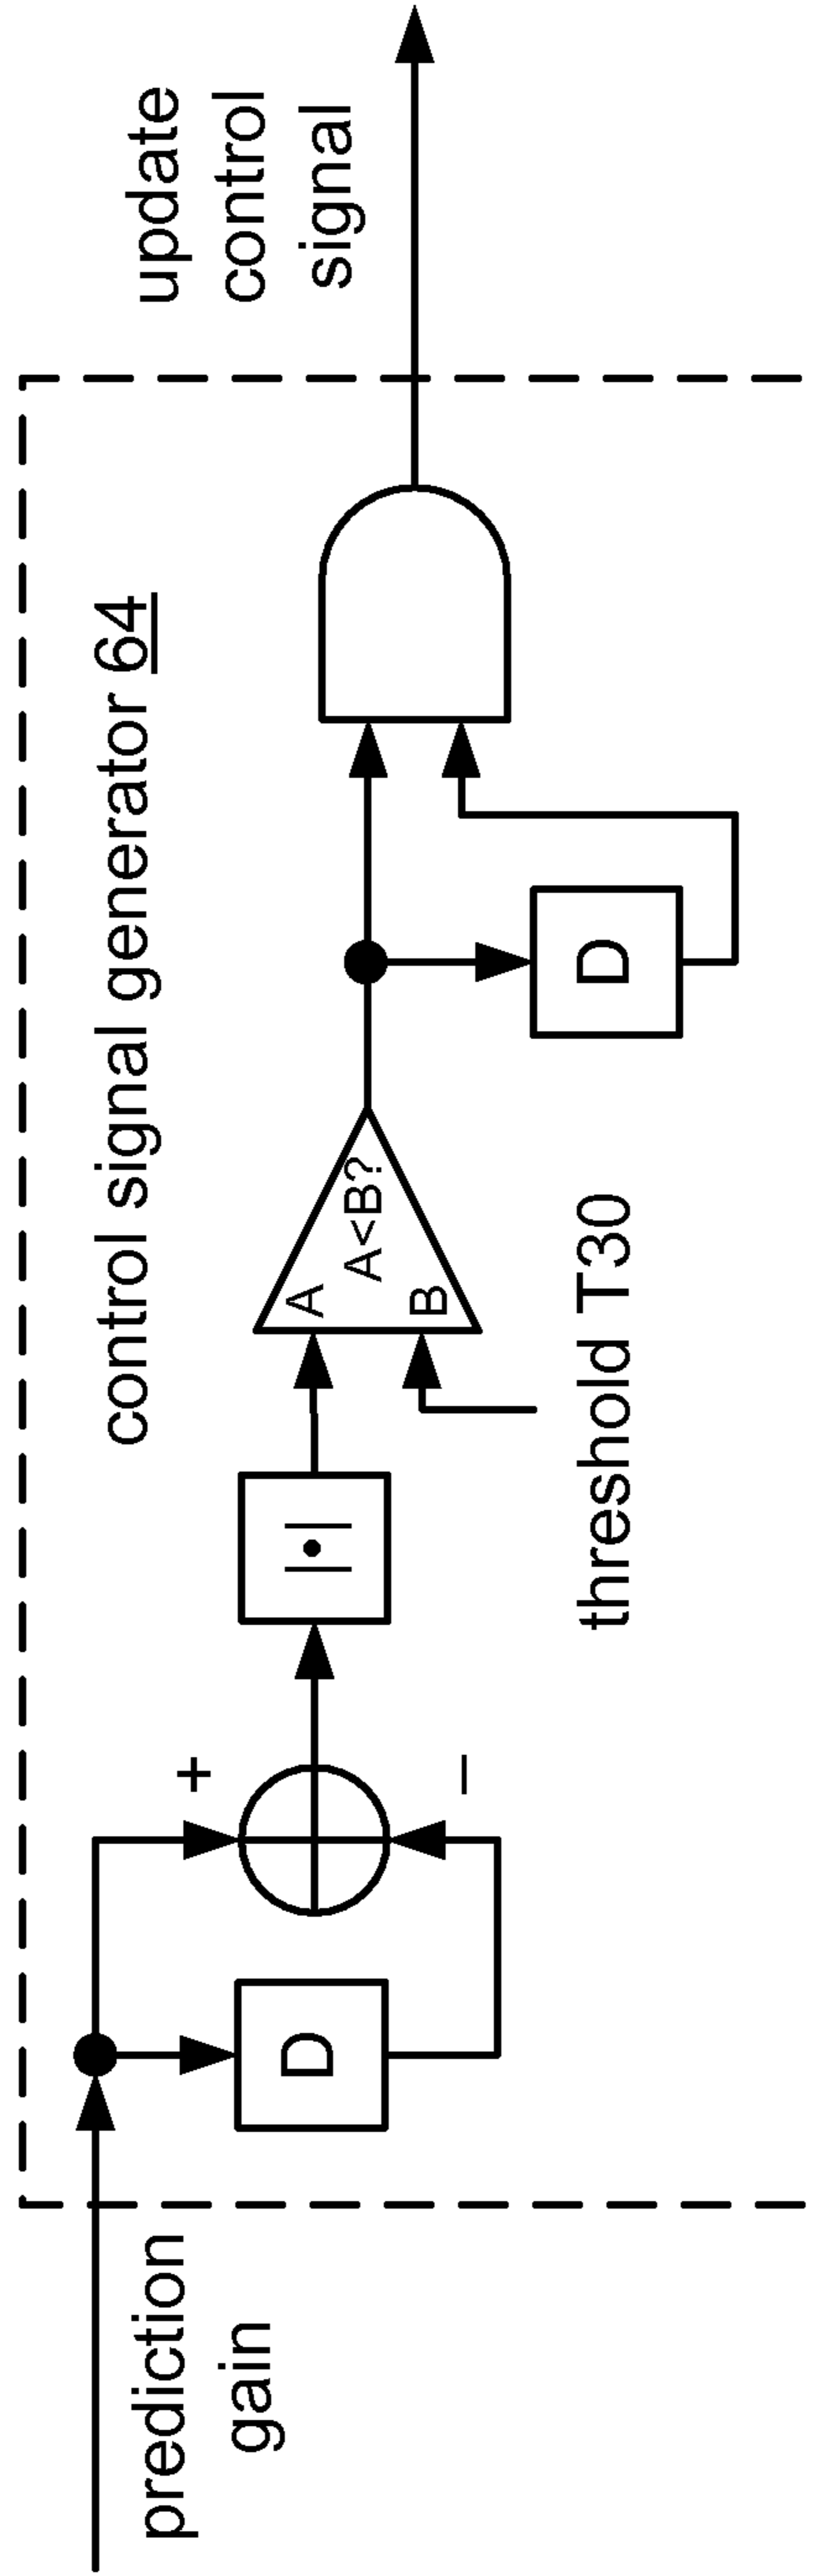 control signal generator 64
prediction
gain
D
+
–
|•|
A
A<B?
B
threshold T30
D
update
control
signal